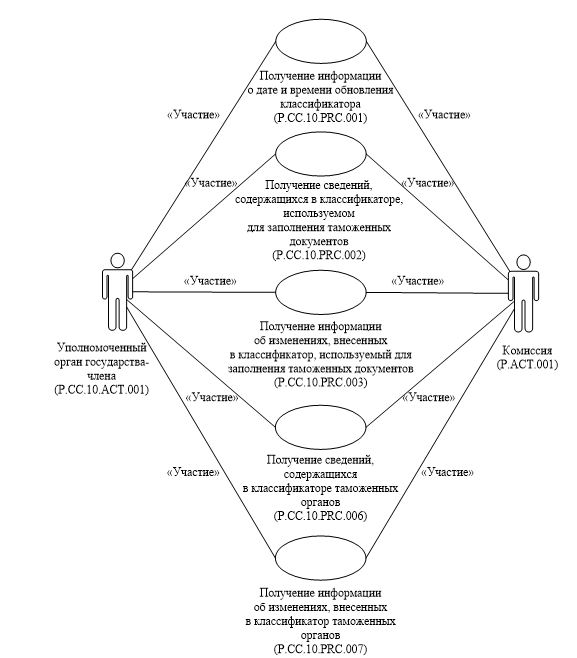 Получение информации
о дате и времени обновления
классификатора
(P.CC.10.PRC.001)
«Участие»
«Участие»
«Участие»
«Участие»
Получение сведений,
содержащихся в классификаторе,
используемом
для заполнения таможенных
документов
(P.CC.10.PRC.002)
«Участие»
«Участие»
Получение информации
об изменениях, внесенных
в классификатор, используемый для
заполнения таможенных документов
(P.CC.10.PRC.003)
Уполномоченный
орган государства-
члена
(P.CC.10.ACT.001)
Комиссия
(P.ACT.001)
«Участие»
«Участие»
Получение сведений,
содержащихся
в классификаторе таможенных
органов
(P.CC.10.PRC.006)
«Участие»
«Участие»
Получение информации
об изменениях, внесенных
в классификатор таможенных
органов
(P.CC.10.PRC.007)